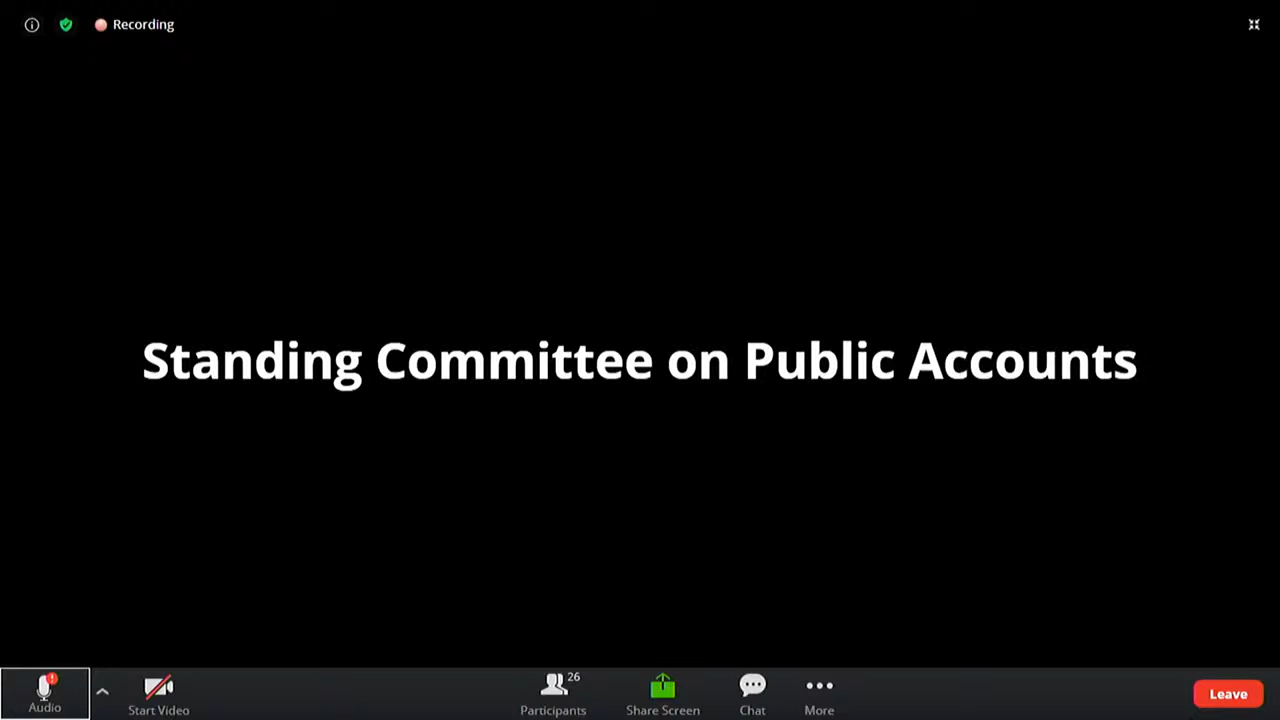 Recording
Standing Committee on Public Accounts
Audio
Start Video
26
Participants
Share Screen
Chat
More
Leave